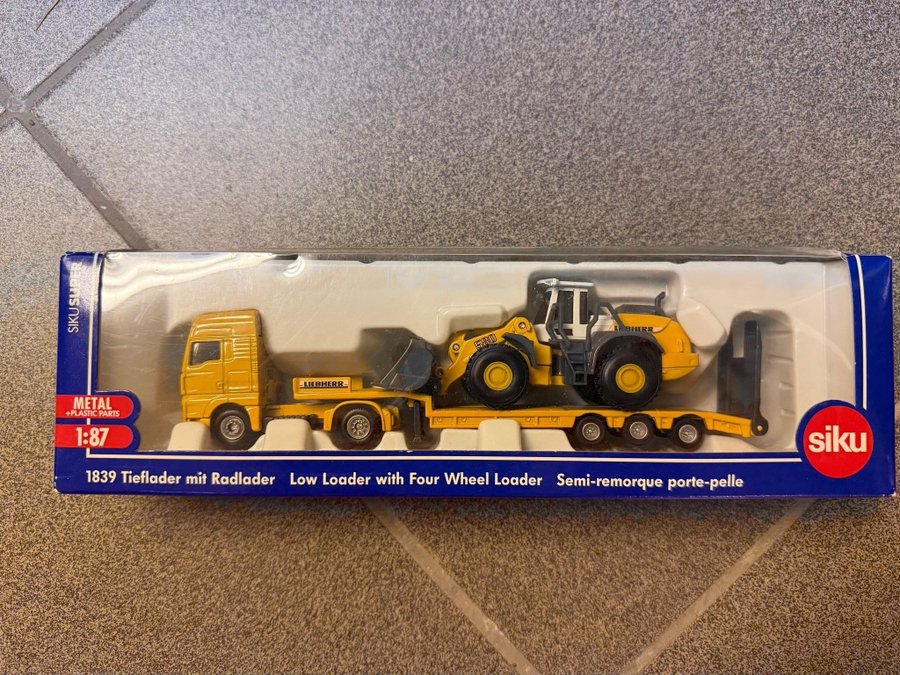 SIKU SUPER
METAL
+PLASTIC PARTS
1:87
LIEBHERR
580
LIEBHERR
siku
1839 Tieflader mit Radlader Low Loader with Four Wheel Loader Semi-remorque porte-pelle